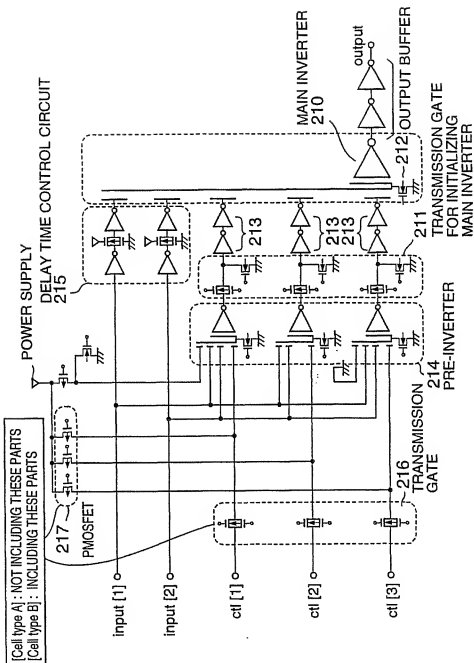 [Cell type A] : NOT INCLUDING THESE PARTS
[Cell type B] : INCLUDING THESE PARTS
217
PMOSFET
POWER SUPPLY
DELAY TIME CONTROL CIRCUIT
215
MAIN INVERTER
210
output
OUTPUT BUFFER
input [1]
input [2]
ctl [1]
ctl [2]
ctl [3]
213
213
213
212
TRANSMISSION GATE
FOR INITIALIZING
MAIN INVERTER
211
214
PRE-INVERTER
216
TRANSMISSION
GATE